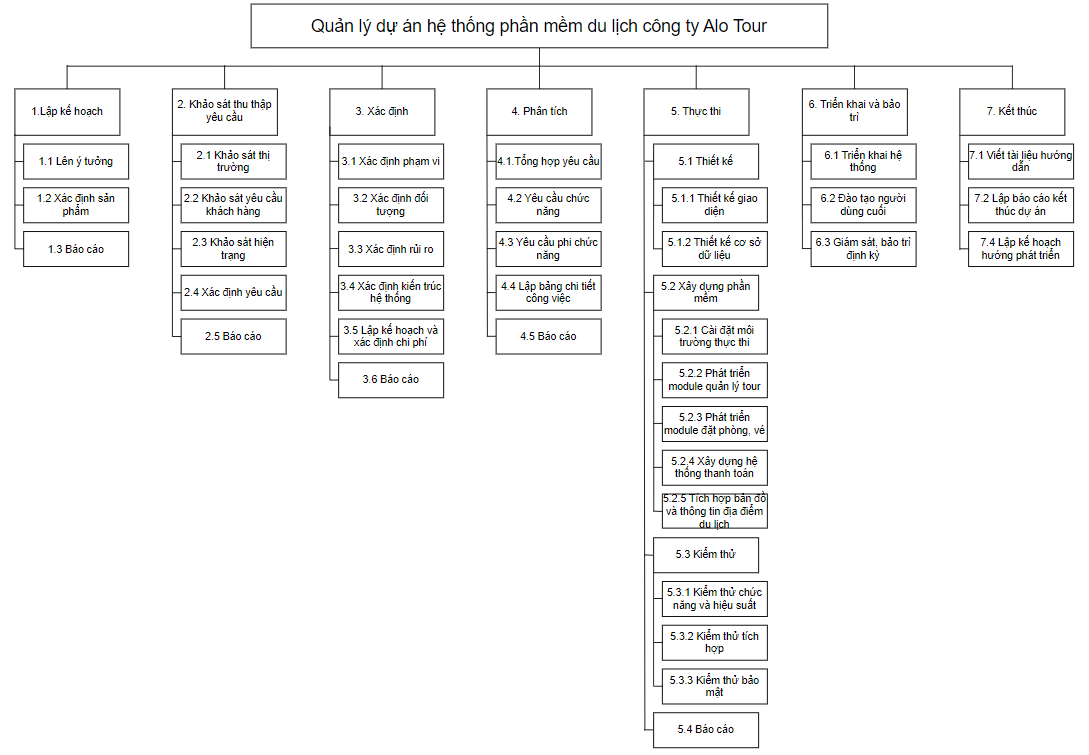 Quản lý dự án hệ thống phần mềm du lịch công ty Alo Tour
1.Lập kế hoạch
1.1 Lên ý tưởng
1.2 Xác định sản
phẩm
1.3 Báo cáo
2. Khảo sát thu thập
yêu cầu
2.1 Khảo sát thị
trường
2.2 Khảo sát yêu cầu
khách hàng
2.3 Khảo sát hiện
trạng
2.4 Xác định yêu cầu
2.5 Báo cáo
3. Xác định
3.1 Xác định phạm vi
3.2 Xác định đối
tượng
3.3 Xác định rủi ro
3.4 Xác định kiến trúc
hệ thống
3.5 Lập kế hoạch và
xác định chi phí
3.6 Báo cáo
4. Phân tích
4.1.Tổng hợp yêu cầu
4.2 Yêu cầu chức
năng
4.3 Yêu cầu phi chức
năng
4.4 Lập bảng chi tiết
công việc
4.5 Báo cáo
5. Thực thi
5.1 Thiết kế
5.1.1 Thiết kế giao
diện
5.1.2 Thiết kế cơ sở
dữ liệu
5.2 Xây dựng phần
mềm
5.2.1 Cài đặt môi
trường thực thi
5.2.2 Phát triển
module quản lý tour
5.2.3 Phát triển
module đặt phòng, vé
5.2.4 Xây dựng hệ
thống thanh toán
5.2.5 Tích hợp bản đồ
và thông tin địa điểm
du lịch
5.3 Kiểm thử
5.3.1 Kiểm thử chức
năng và hiệu suất
5.3.2 Kiểm thử tích
hợp
5.3.3 Kiểm thử bảo
mật
5.4 Báo cáo
6. Triển khai và bảo
trì
6.1 Triển khai hệ
thống
6.2 Đào tạo người
dùng cuối
6.3 Giám sát, bảo trì
định kỳ
7. Kết thúc
7.1 Viết tài liệu hướng
dẫn
7.2 Lập báo cáo kết
thúc dự án
7.4 Lập kế hoạch
hướng phát triển